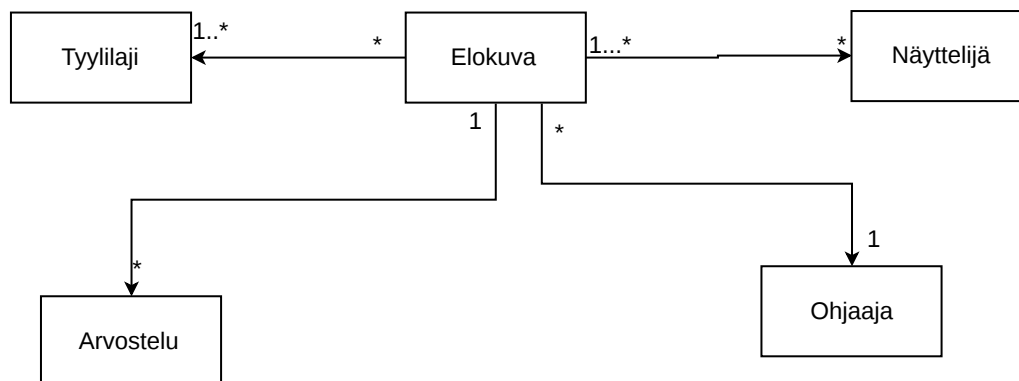 Tyylilaji
1..*
*
Elokuva
1...*
*
Näyttelijä
1
*
*
1
Arvostelu
Ohjaaja